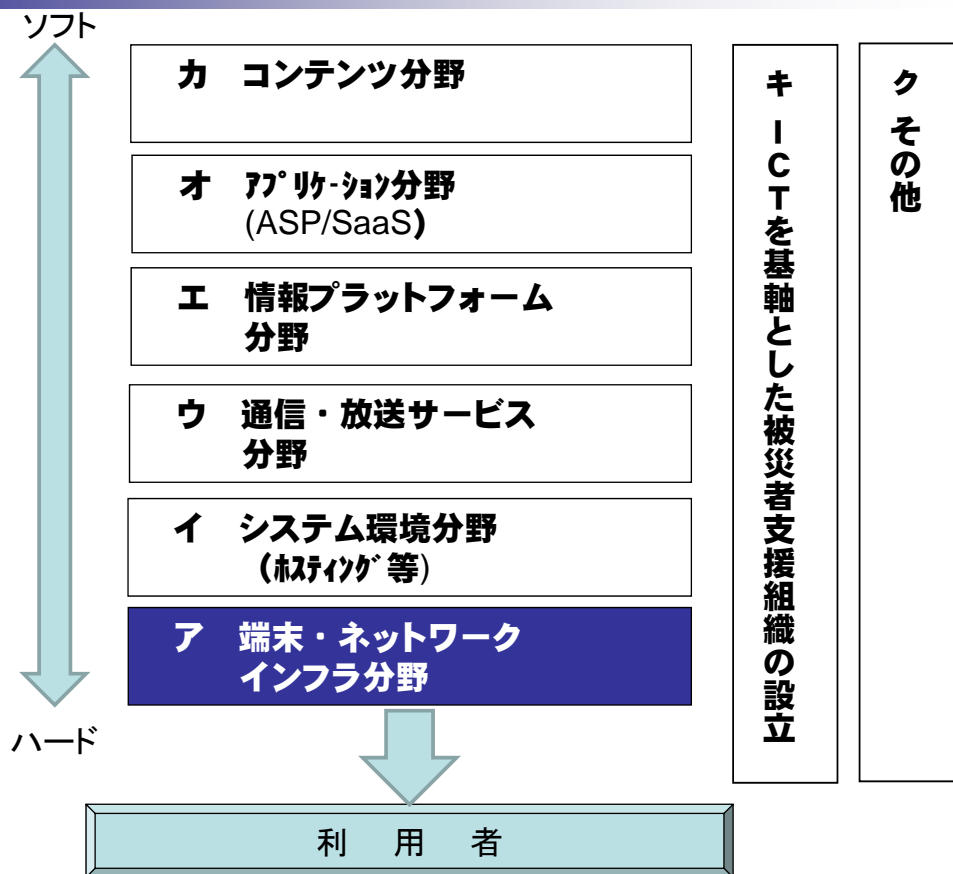 ソフト
カ コンテンツ分野
オ ｱﾌﾟﾘｹ-ｼｮﾝ分野
(ASP/SaaS)
エ 情報プラットフォーム
分野
ウ 通信・放送サービス
分野
イ システム環境分野
(ﾎｽﾃｨﾝｸﾞ等)
ア 端末・ネットワーク
インフラ分野
ハード
利 用 者
キ ICTを基軸とした被災者支援組織の設立
ク その他